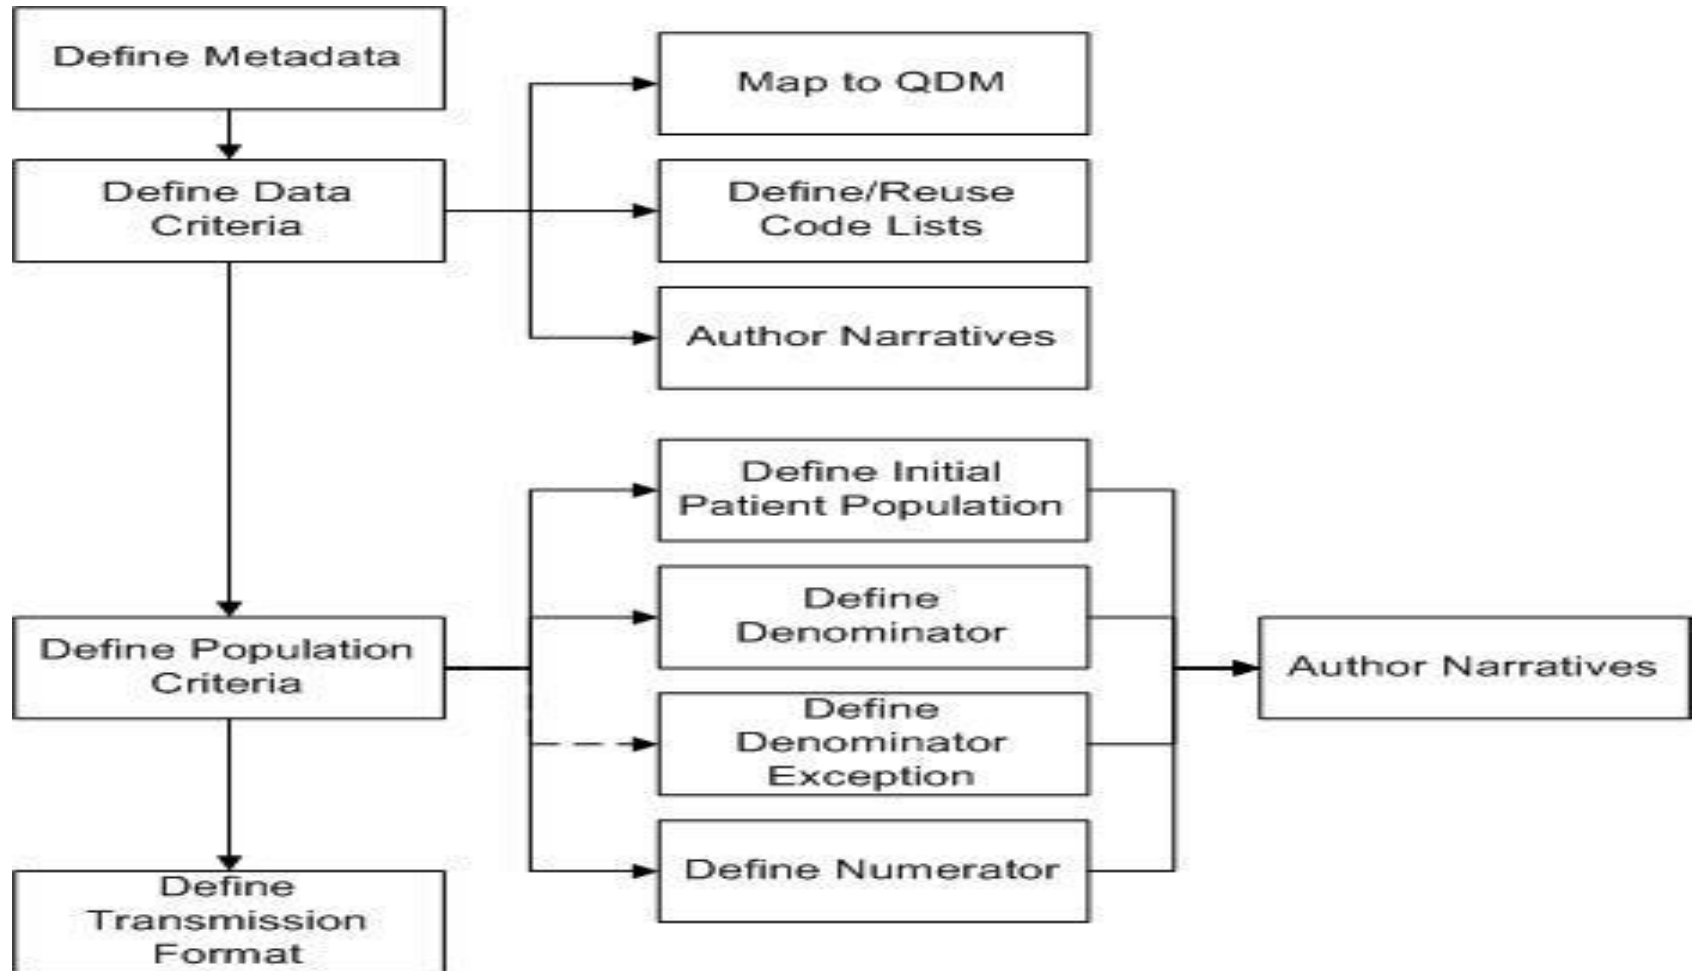 Define Metadata
Map to QDM
Define Data
Criteria
Define/Reuse
Code Lists
Author Narratives
Define Initial
Patient Population
Define
Denominator
Define Population
Criteria
Author Narratives
Define
Denominator
Exception
Define Numerator
Define
Transmission
Format